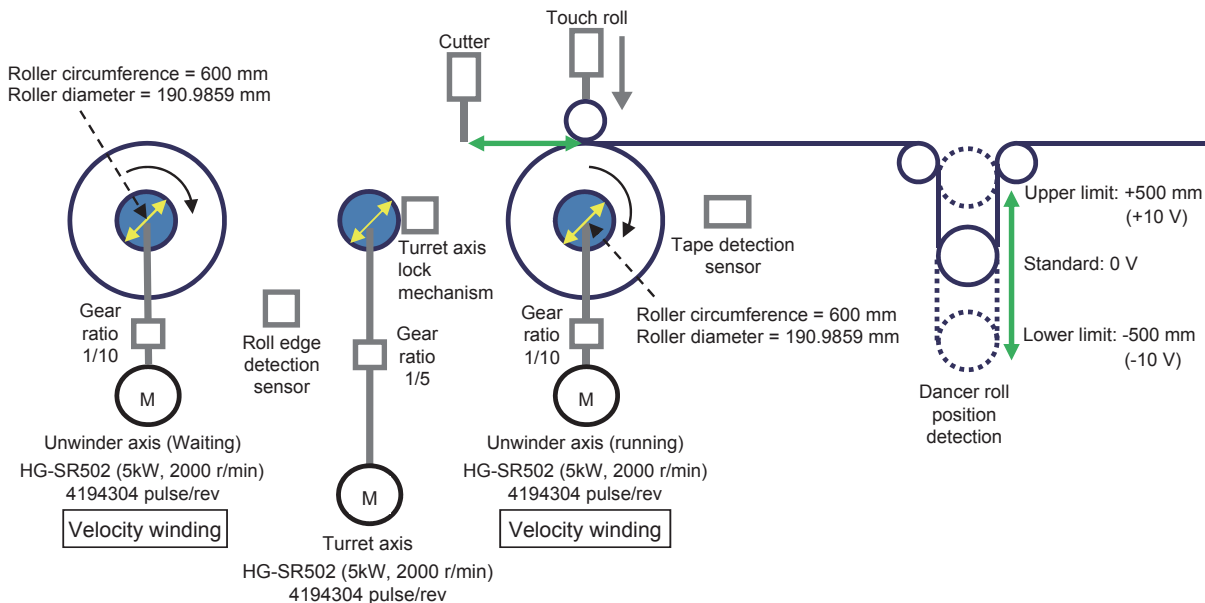 Roller circumference = 600 mm
Roller diameter = 190.9859 mm
Cutter
Touch roll
Turret axis
lock
mechanism
Tape detection
sensor
Upper limit: +500 mm
(+10 V)
Standard: 0 V
Lower limit: -500 mm
(-10 V)
Dancer roll
position
detection
Gear
ratio
1/10
Roll edge
detection
sensor
Gear
ratio
1/5
Gear
ratio
1/10
Roller circumference = 600 mm
Roller diameter = 190.9859 mm
M
Unwinder axis (Waiting)
HG-SR502 (5kW, 2000 r/min)
4194304 pulse/rev
Velocity winding
M
Turret axis
HG-SR502 (5kW, 2000 r/min)
4194304 pulse/rev
M
Unwinder axis (running)
HG-SR502 (5kW, 2000 r/min)
4194304 pulse/rev
Velocity winding